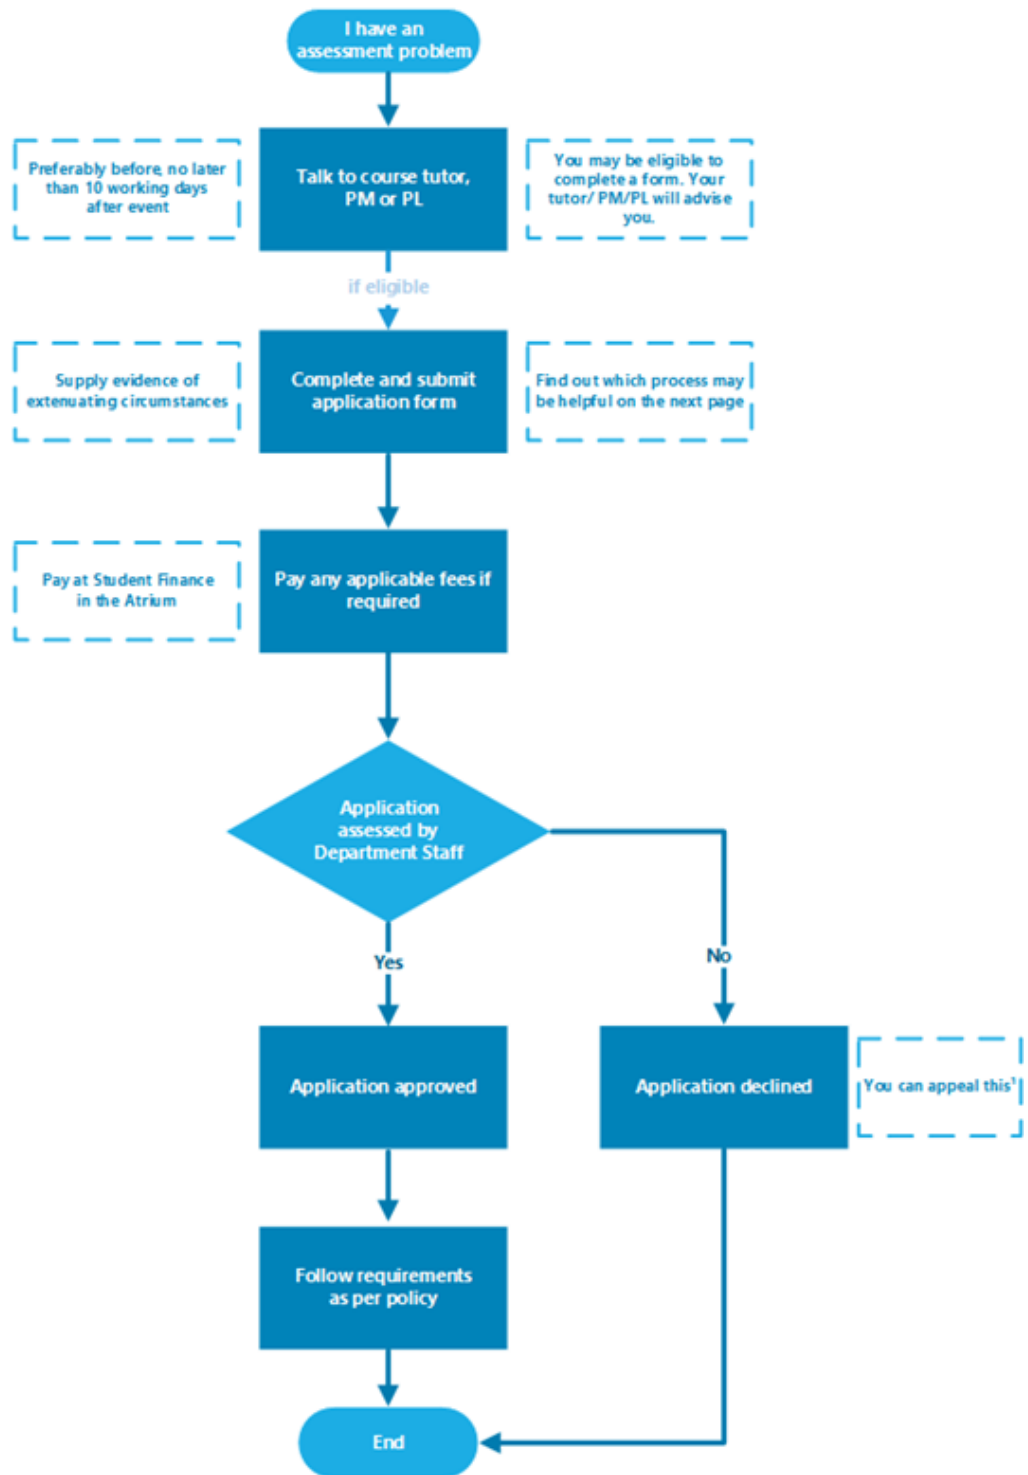 I have an
assessment problem
Preferably before, no later
than 10 working days
after event
Talk to course tutor,
PM or PL
You may be eligible to
complete a form. Your
tutor/ PM/PL will advise
you.
if eligible
Supply evidence of
extenuating circumstances
Complete and submit
application form
Find out which process may
be helpful on the next page
Pay at Student Finance
in the Atrium
Pay any applicable fees if
required
Application
assessed by
Department Staff
Yes
No
Application approved
Application declined
You can appeal this¹
Follow requirements
as per policy
End